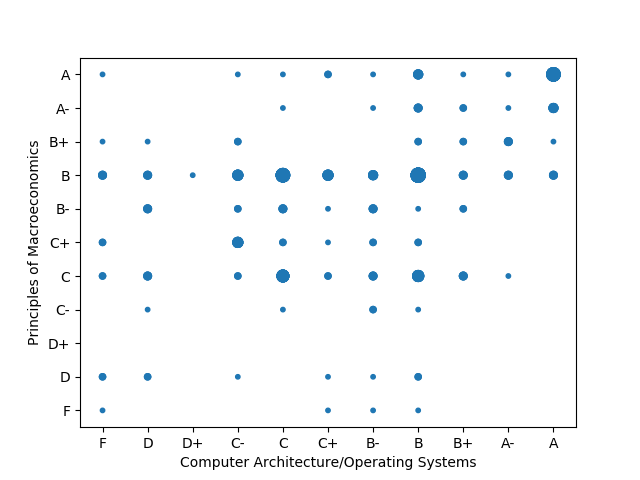 A
A-
B+
B
B-
C+
C
C-
D+
D
F
Principles of Macroeconomics
F D D+ C- C C+ B- B B+ A- A
Computer Architecture/Operating Systems